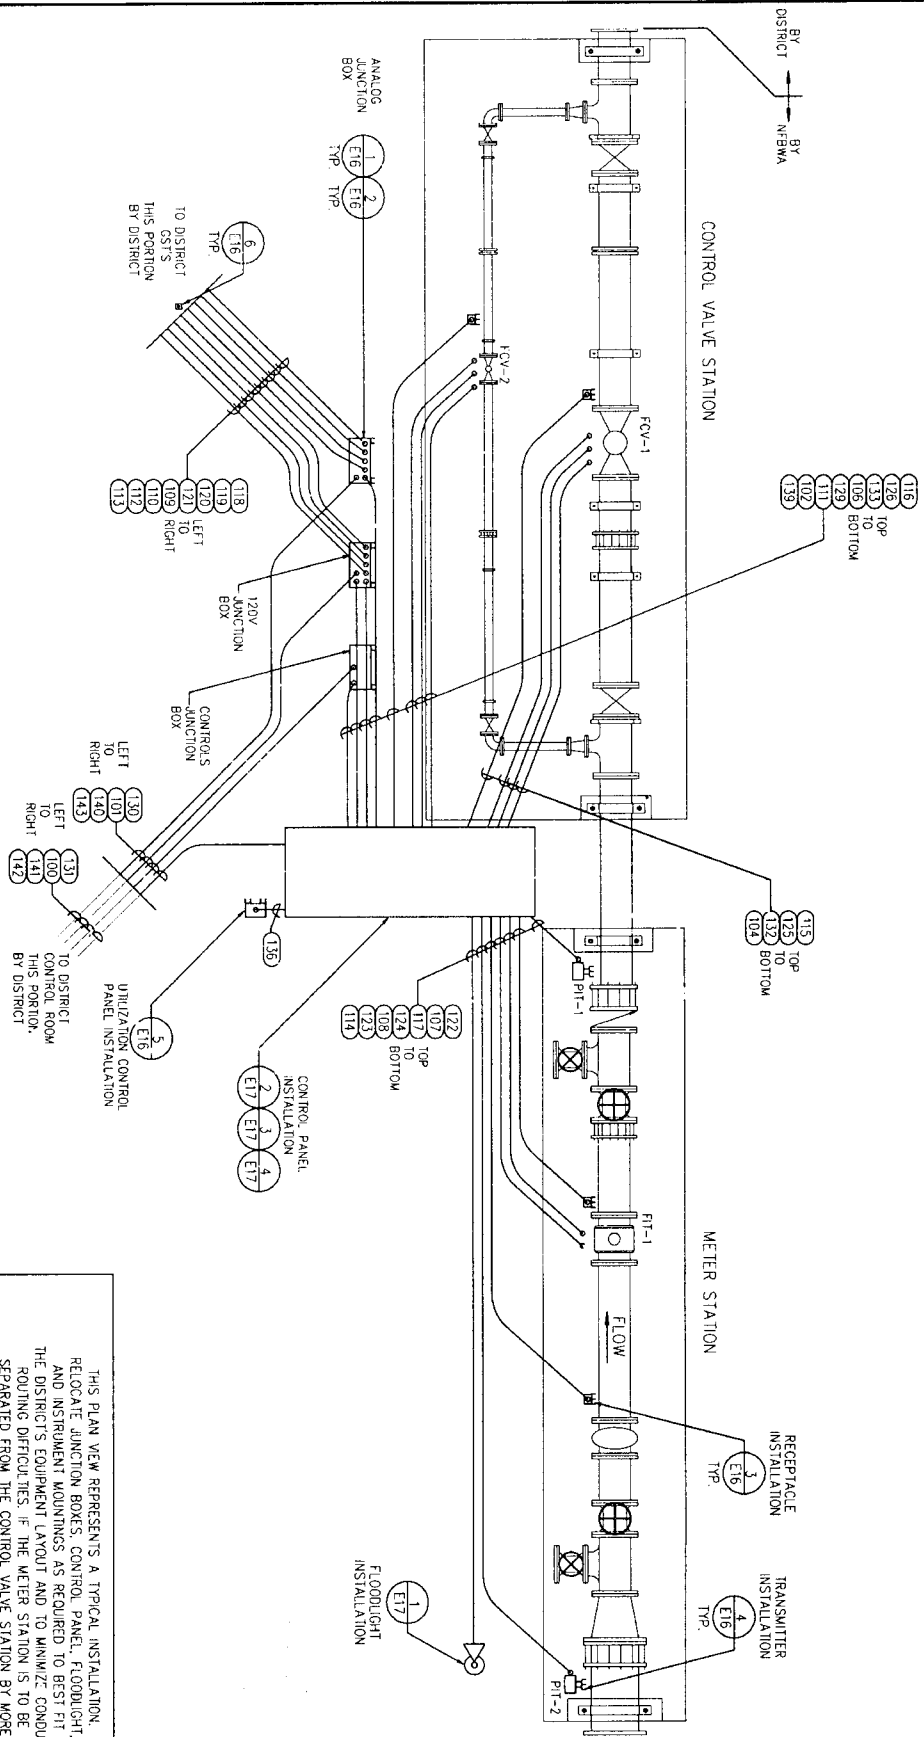 BY
DISTRICT
BY
NFBWA
CONTROL VALVE STATION
METER STATION
116
126
133
106
129
111
102
139
TOP
TO
BOTTOM
115
125
132
104
TOP
TO
BOTTOM
RECEPTACLE
INSTALLATION
3
E16
TYP.
TRANSMITTER
INSTALLATION
4
E16
TYP.
FCV-1
FCV-2
PIT-1
FIT-1
FLOW
PIT-2
ANALOG
JUNCTION
BOX
1
E16
TYP.
2
E16
TYP.
6
E16
TYP.
TO DISTRICT
GST'S
THIS PORTION
BY DISTRICT
118
119
120
121
109
110
112
113
LEFT
TO
RIGHT
120V
JUNCTION
BOX
CONTROLS
JUNCTION
BOX
LEFT
TO
RIGHT
130
101
140
143
LEFT
TO
RIGHT
131
100
141
142
TO DISTRICT
CONTROL ROOM
THIS PORTION.
BY DISTRICT
136
5
E16
UTILIZATION CONTROL
PANEL INSTALLATION
122
107
117
124
108
123
114
TOP
TO
BOTTOM
CONTROL PANEL
INSTALLATION
2
E17
3
E17
4
E17
FLOODLIGHT
INSTALLATION
1
E17
THIS PLAN VIEW REPRESENTS A TYPICAL INSTALLATION.
RELOCATE JUNCTION BOXES, CONTROL PANEL, FLOODLIGHT,
AND INSTRUMENT MOUNTINGS AS REQUIRED TO BEST FIT
THE DISTRICT'S EQUIPMENT LAYOUT AND TO MINIMIZE CONDU
ROUTING DIFFICULTIES. IF THE METER STATION IS TO BE
SEPARATED FROM THE CONTROL VALVE STATION BY MORE